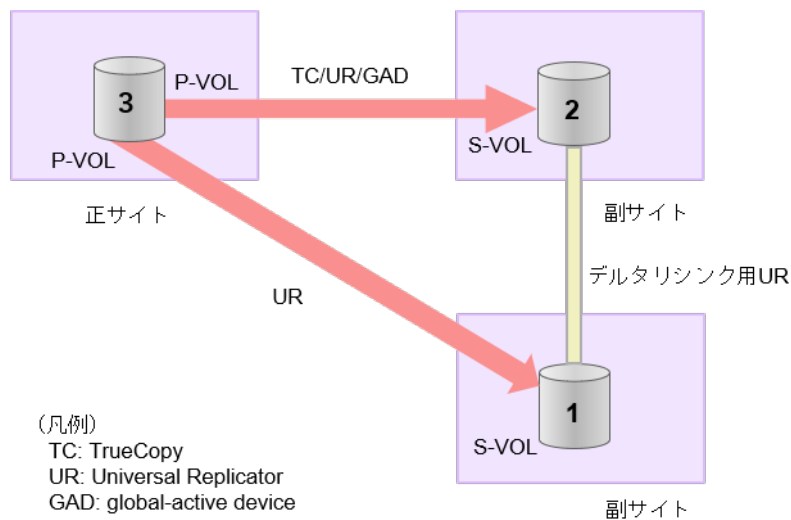 TC/UR/GAD
P-VOL
3
2
P-VOL
S-VOL
正サイト
副サイト
デルタリシンク用UR
UR
1
S-VOL
(凡例)
TC: TrueCopy
UR: Universal Replicator
GAD: global-active device
副サイト